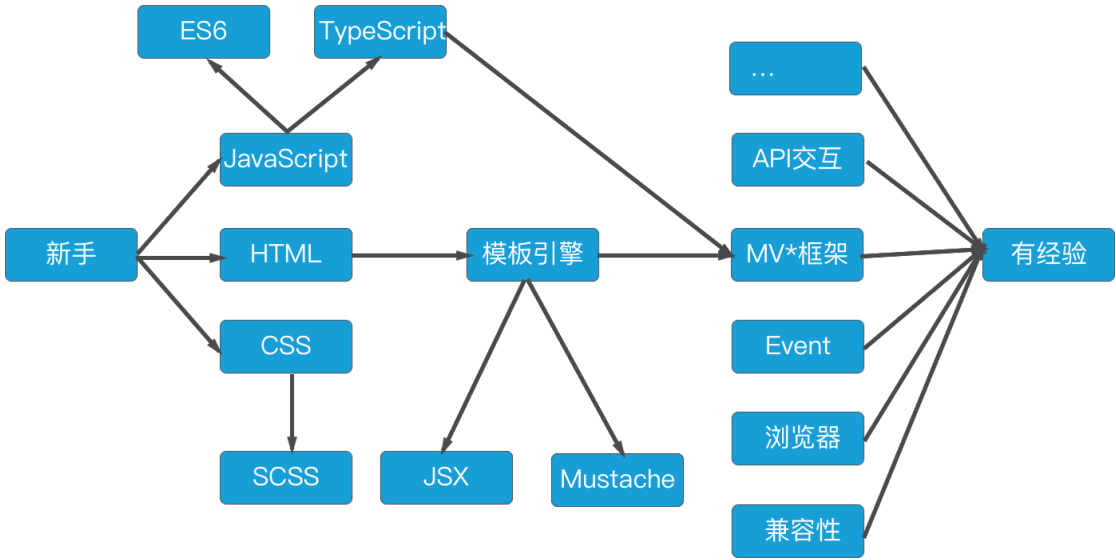 ES6
TypeScript
...
JavaScript
API交互
新手
HTML
模板引擎
MV*框架
有经验
CSS
Event
浏览器
SCSS
JSX
Mustache
兼容性